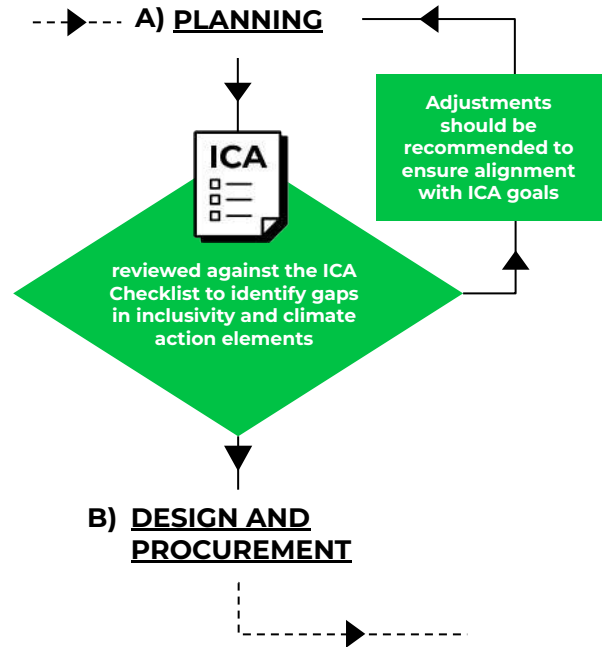 A) PLANNING
Adjustments
should be
recommended to
ensure alignment
with ICA goals
ICA
reviewed against the ICA
Checklist to identify gaps
in inclusivity and climate
action elements
B) DESIGN AND
PROCUREMENT